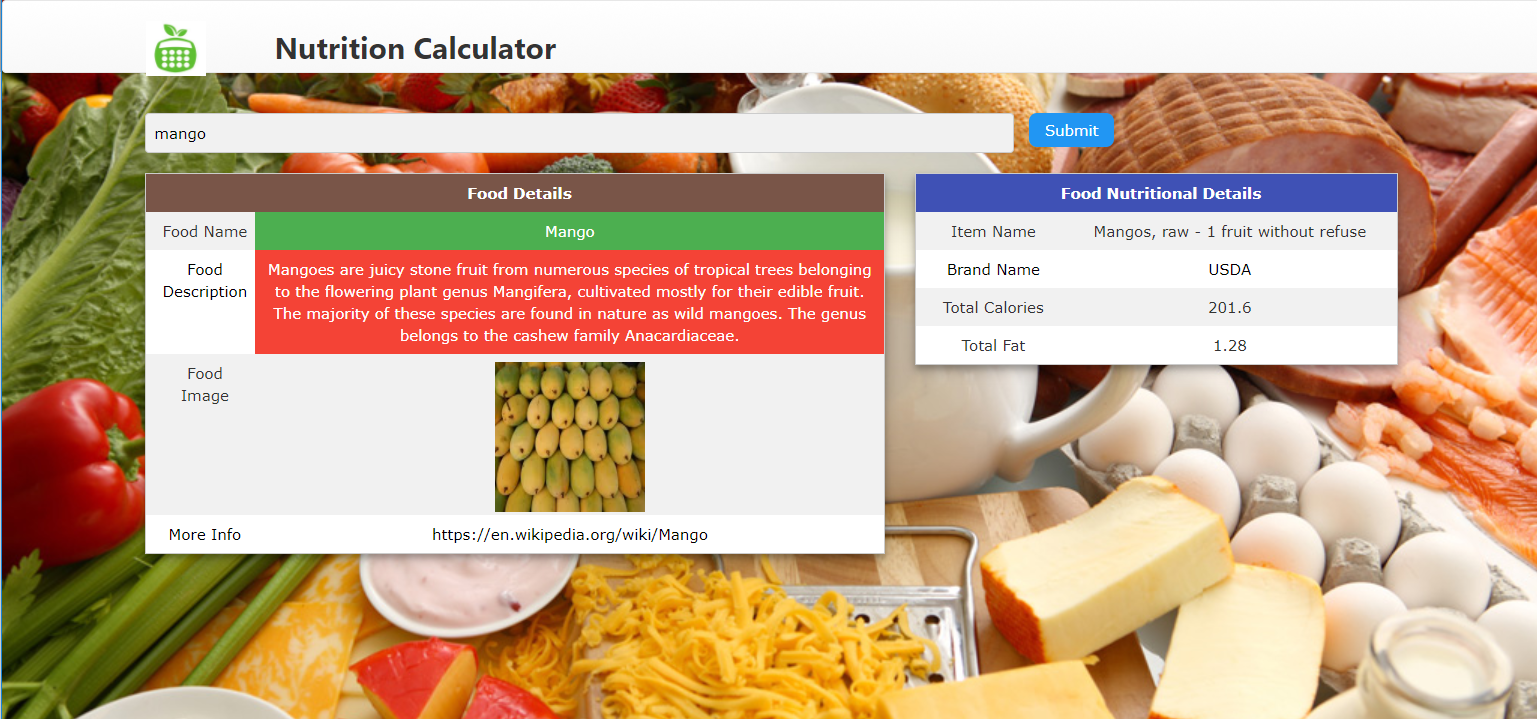 Nutrition Calculator
mango
Submit
Food Details
Food Name
Mango
Food
Description
Mangoes are juicy stone fruit from numerous species of tropical trees belonging
to the flowering plant genus Mangifera, cultivated mostly for their edible fruit.
The majority of these species are found in nature as wild mangoes. The genus
belongs to the cashew family Anacardiaceae.
Food
Image
More Info
https://en.wikipedia.org/wiki/Mango
Food Nutritional Details
Item Name
Mangos, raw - 1 fruit without refuse
Brand Name
USDA
Total Calories
201.6
Total Fat
1.28